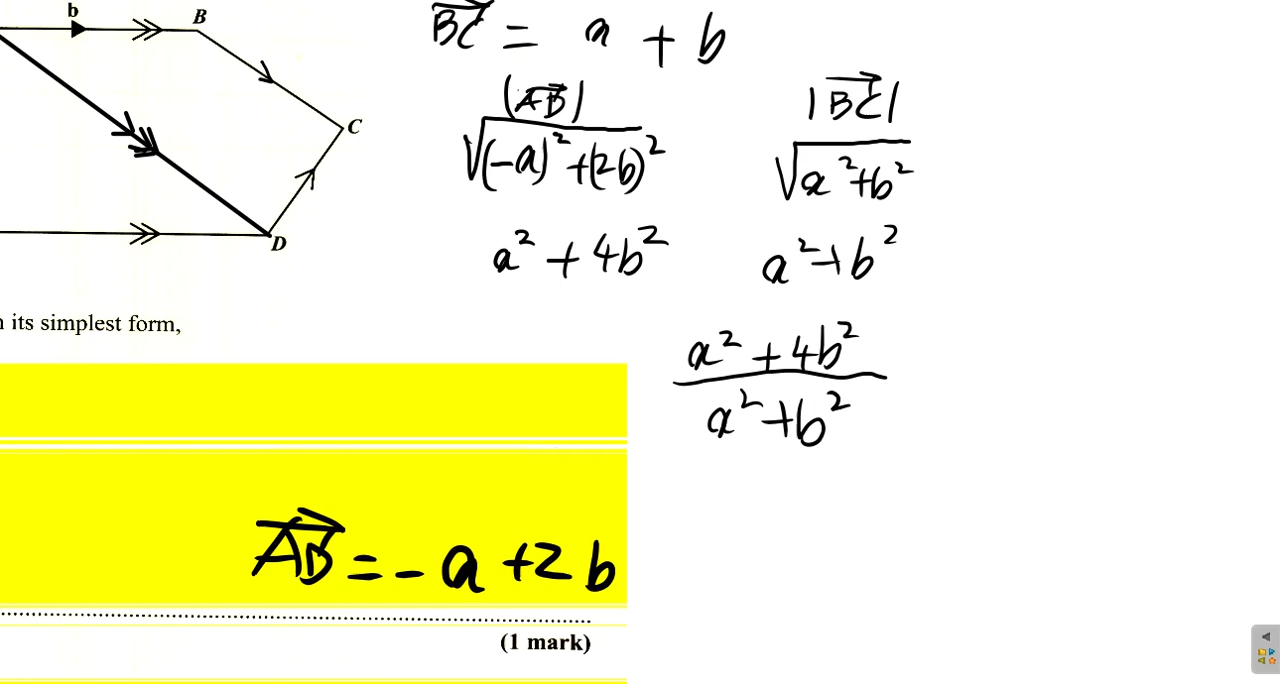 b
B
C
D
BC = a + b
(AB) |BC|
√(-a)²+(2b)² √a²+b²
a² + 4b² a²+b²
its simplest form,
a² + 4b²
a²+b²
AB = - a + 2 b
(1 mark)